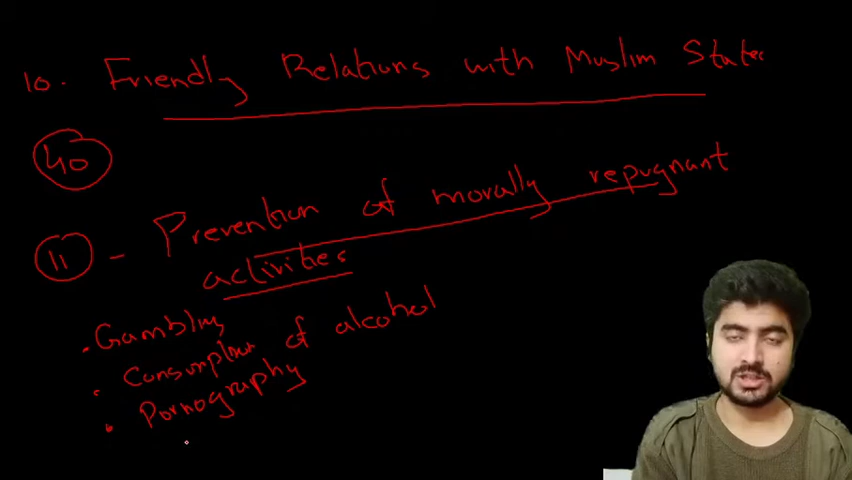 10. Friendly Relations with Muslim States
40
11 - Prevention of morally repugnant
activities
. Gambling
. Consumption of alcohol
. Pornography